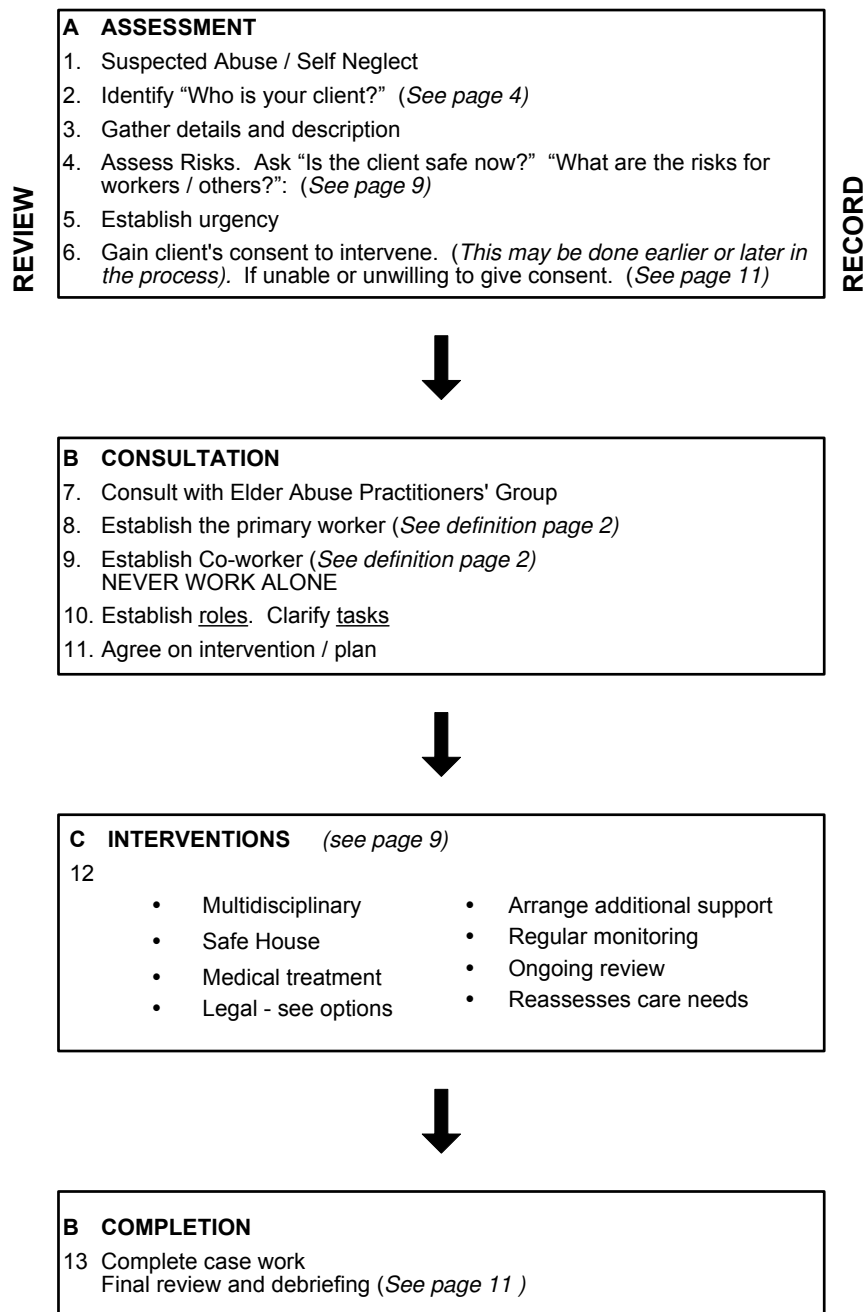 A ASSESSMENT
1. Suspected Abuse / Self Neglect
2. Identify “Who is your client?” (See page 4)
3. Gather details and description
4. Assess Risks. Ask “Is the client safe now?” “What are the risks for
workers / others?”: (See page 9)
5. Establish urgency
6. Gain client's consent to intervene. (This may be done earlier or later in
the process). If unable or unwilling to give consent. (See page 11)
REVIEW
RECORD
B CONSULTATION
7. Consult with Elder Abuse Practitioners' Group
8. Establish the primary worker (See definition page 2)
9. Establish Co-worker (See definition page 2)
NEVER WORK ALONE
10. Establish roles. Clarify tasks
11. Agree on intervention / plan
C INTERVENTIONS (see page 9)
12
• Multidisciplinary
• Safe House
• Medical treatment
• Legal - see options
• Arrange additional support
• Regular monitoring
• Ongoing review
• Reassesses care needs
B COMPLETION
13 Complete case work
Final review and debriefing (See page 11 )